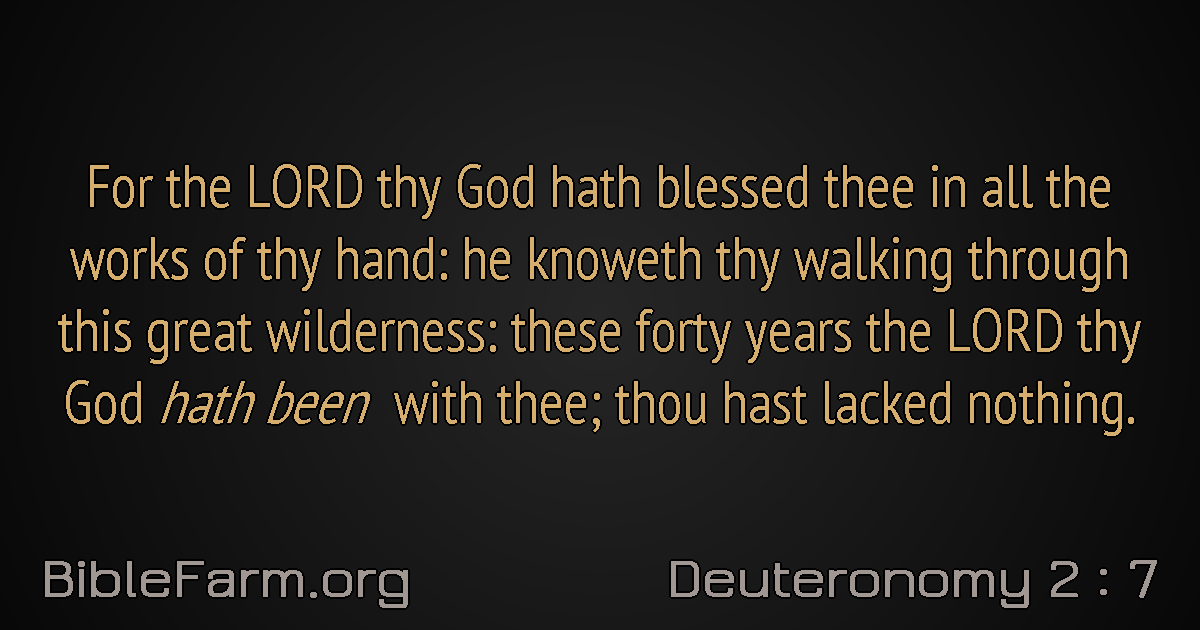 For the LORD thy God hath blessed thee in all the
works of thy hand: he knoweth thy walking through
this great wilderness: these forty years the LORD thy
God hath been with thee; thou hast lacked nothing.
BibleFarm.org
Deuteronomy 2 : 7